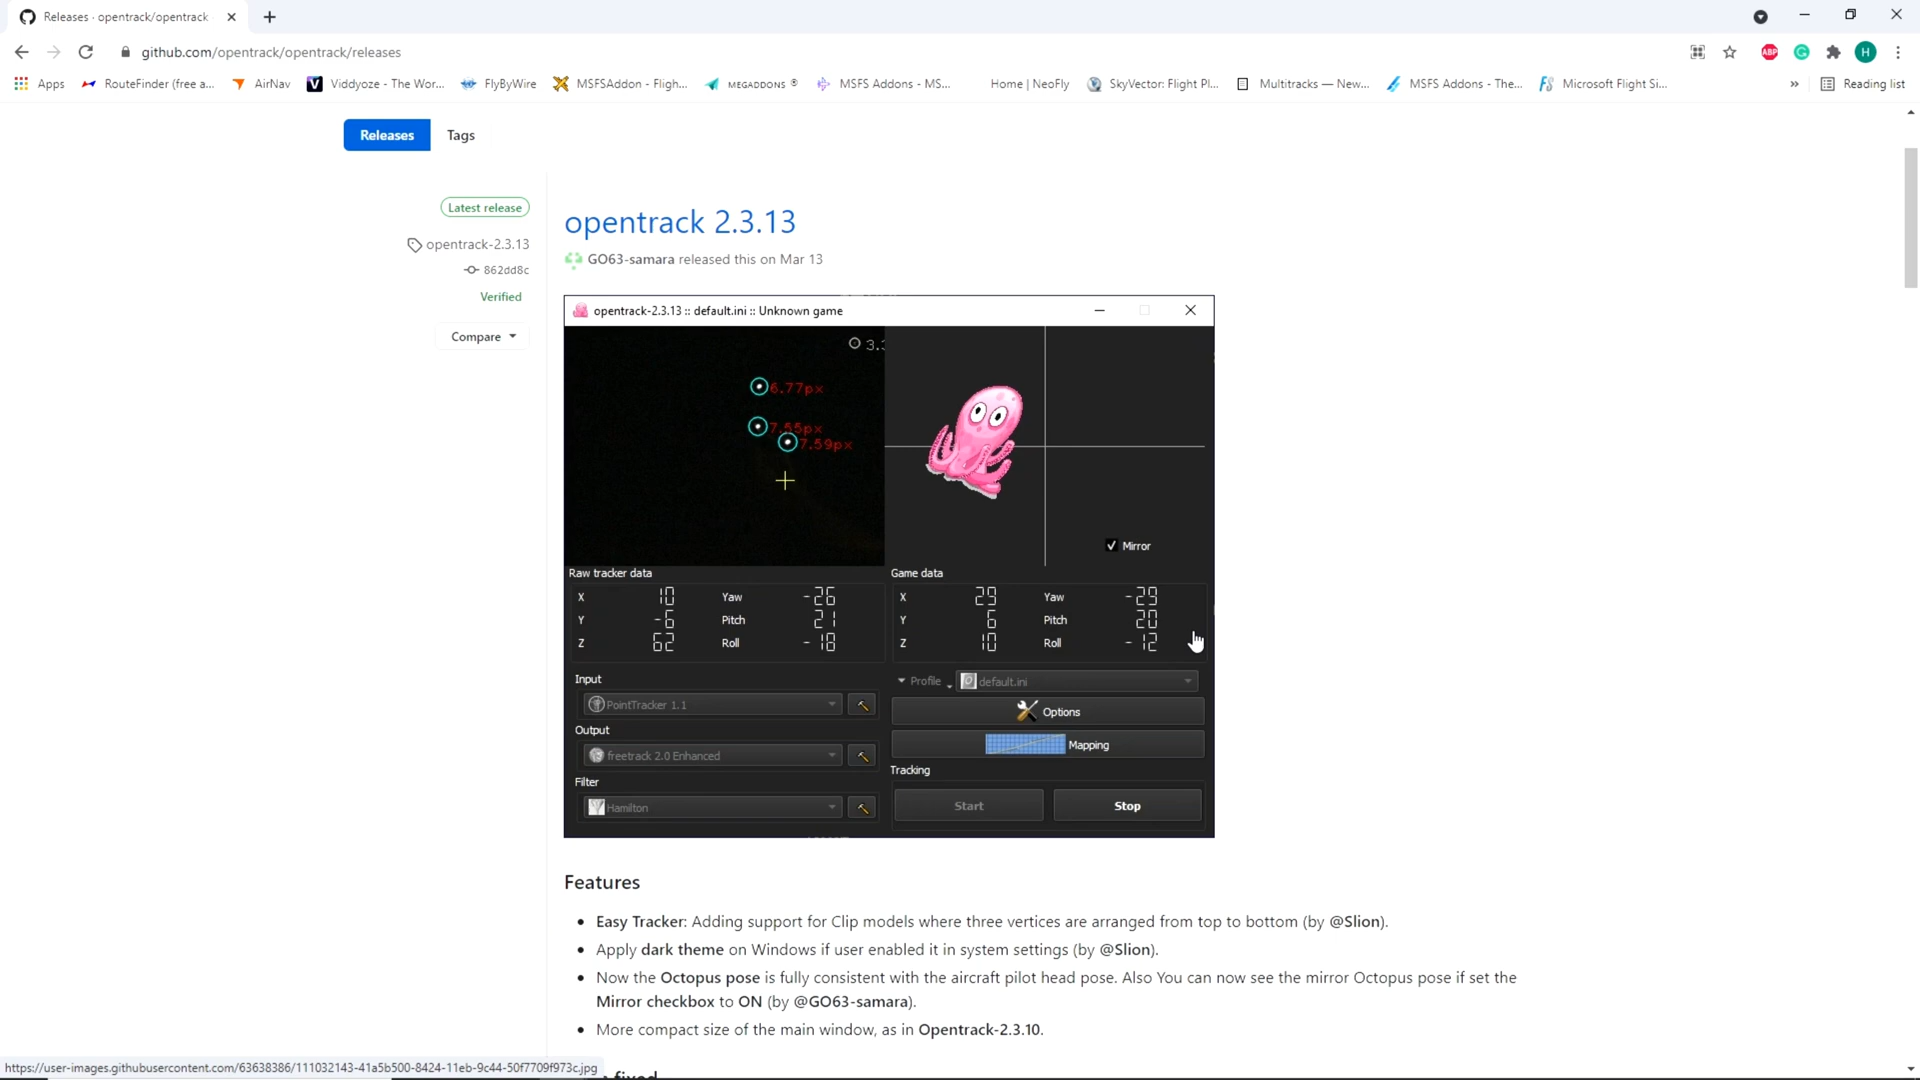 Releases · opentrack/opentrack
github.com/opentrack/opentrack/releases
ABP
H
Apps
RouteFinder (free a...
AirNav
Viddyoze - The Wor...
FlyByWire
MSFSAddon - Fligh...
MEGADDONS ®
MSFS Addons - MS...
Home | NeoFly
SkyVector: Flight Pl...
Multitracks — New...
MSFS Addons - The...
Microsoft Flight Si...
»
Reading list
Releases
Tags
Latest release
opentrack-2.3.13
862dd8c
Verified
Compare
opentrack 2.3.13
GO63-samara released this on Mar 13
opentrack-2.3.13 :: default.ini :: Unknown game
6.77px
7.55px
7.59px
Mirror
Raw tracker data
X 10 Yaw -26
Y -6 Pitch 21
Z 62 Roll -18
Game data
X 29 Yaw -29
Y 6 Pitch 20
Z 10 Roll -12
Input
PointTracker 1.1
Output
freetrack 2.0 Enhanced
Filter
Hamilton
Profile
default.ini
Options
Mapping
Tracking
Start
Stop
Features
• Easy Tracker: Adding support for Clip models where three vertices are arranged from top to bottom (by @Slion).
• Apply dark theme on Windows if user enabled it in system settings (by @Slion).
• Now the Octopus pose is fully consistent with the aircraft pilot head pose. Also You can now see the mirror Octopus pose if set the
Mirror checkbox to ON (by @GO63-samara).
• More compact size of the main window, as in Opentrack-2.3.10.
https://user-images.githubusercontent.com/63638386/111032143-41a5b500-8424-11eb-9c44-50f7709f973c.jpg
fixed